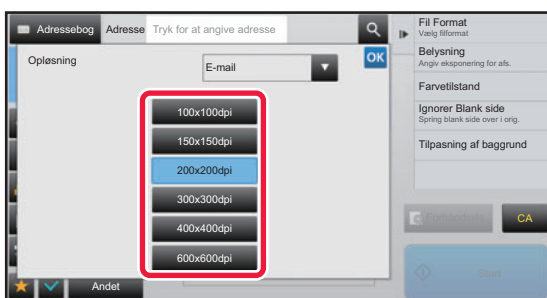 Adressebog Adresse Tryk for at angive adresse
Opløsning
E-mail
OK
100x100dpi
150x150dpi
200x200dpi
300x300dpi
400x400dpi
600x600dpi
Andet
Fil Format
Vælg filformat
Belysning
Angiv eksponering for afs.
Farvetilstand
Ignorer Blank side
Spring blank side over i orig.
Tilpasning af baggrund
CA
Start